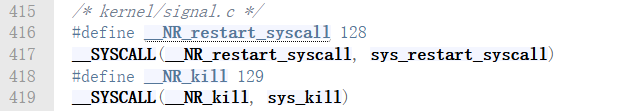 415 /* kernel/signal.c */
416 #define __NR_restart_syscall 128
417 __SYSCALL(__NR_restart_syscall, sys_restart_syscall)
418 #define __NR_kill 129
419 __SYSCALL(__NR_kill, sys_kill)